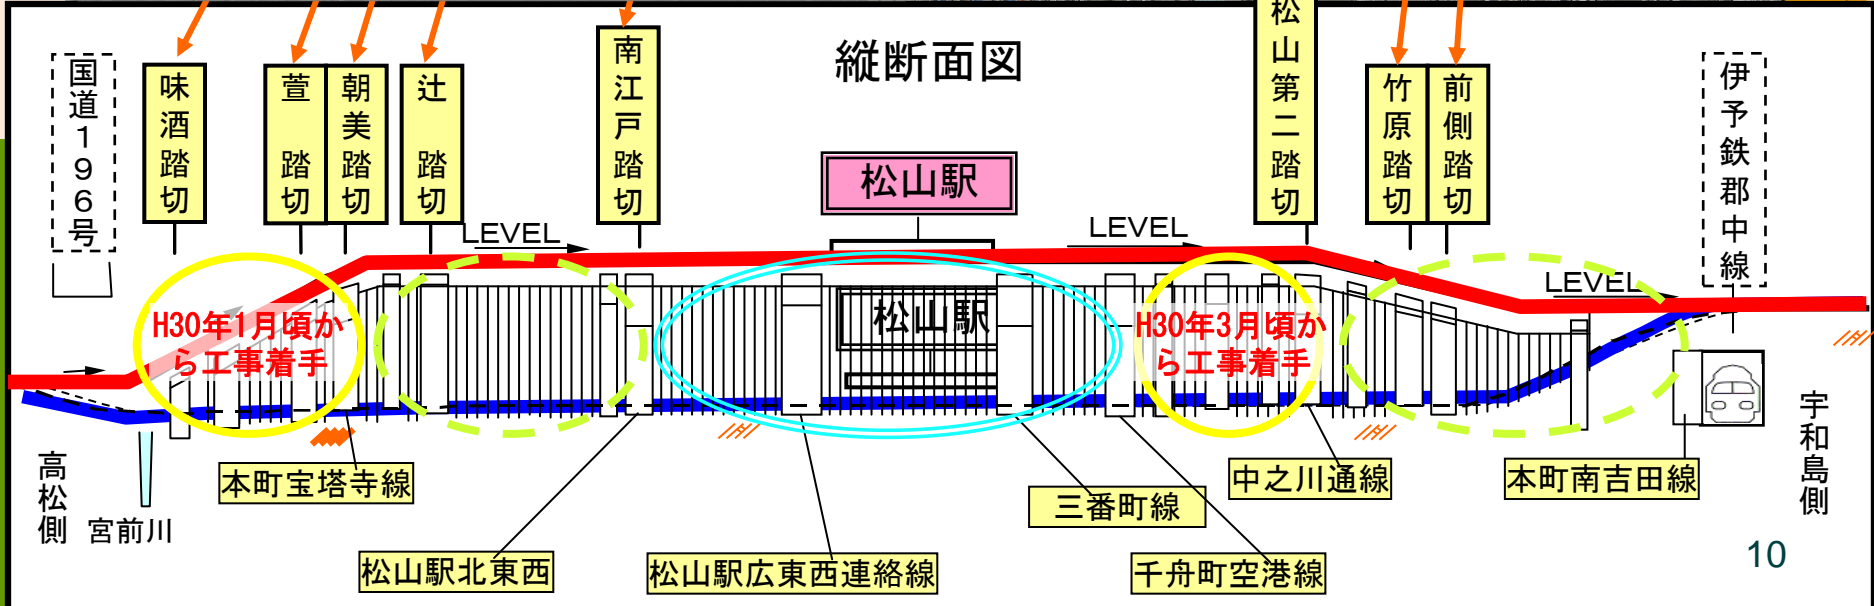 縦断面図
国道196号
味酒踏切
萱 踏切
朝美踏切
辻 踏切
南江戸踏切
松山駅
松山第二踏切
竹原踏切
前側踏切
伊予鉄郡中線
LEVEL
LEVEL
LEVEL
H30年1月頃か
ら工事着手
松山駅
H30年3月頃か
ら工事着手
高松側
宮前川
本町宝塔寺線
松山駅北東西
松山駅広東西連絡線
三番町線
千舟町空港線
中之川通線
本町南吉田線
宇和島側
10